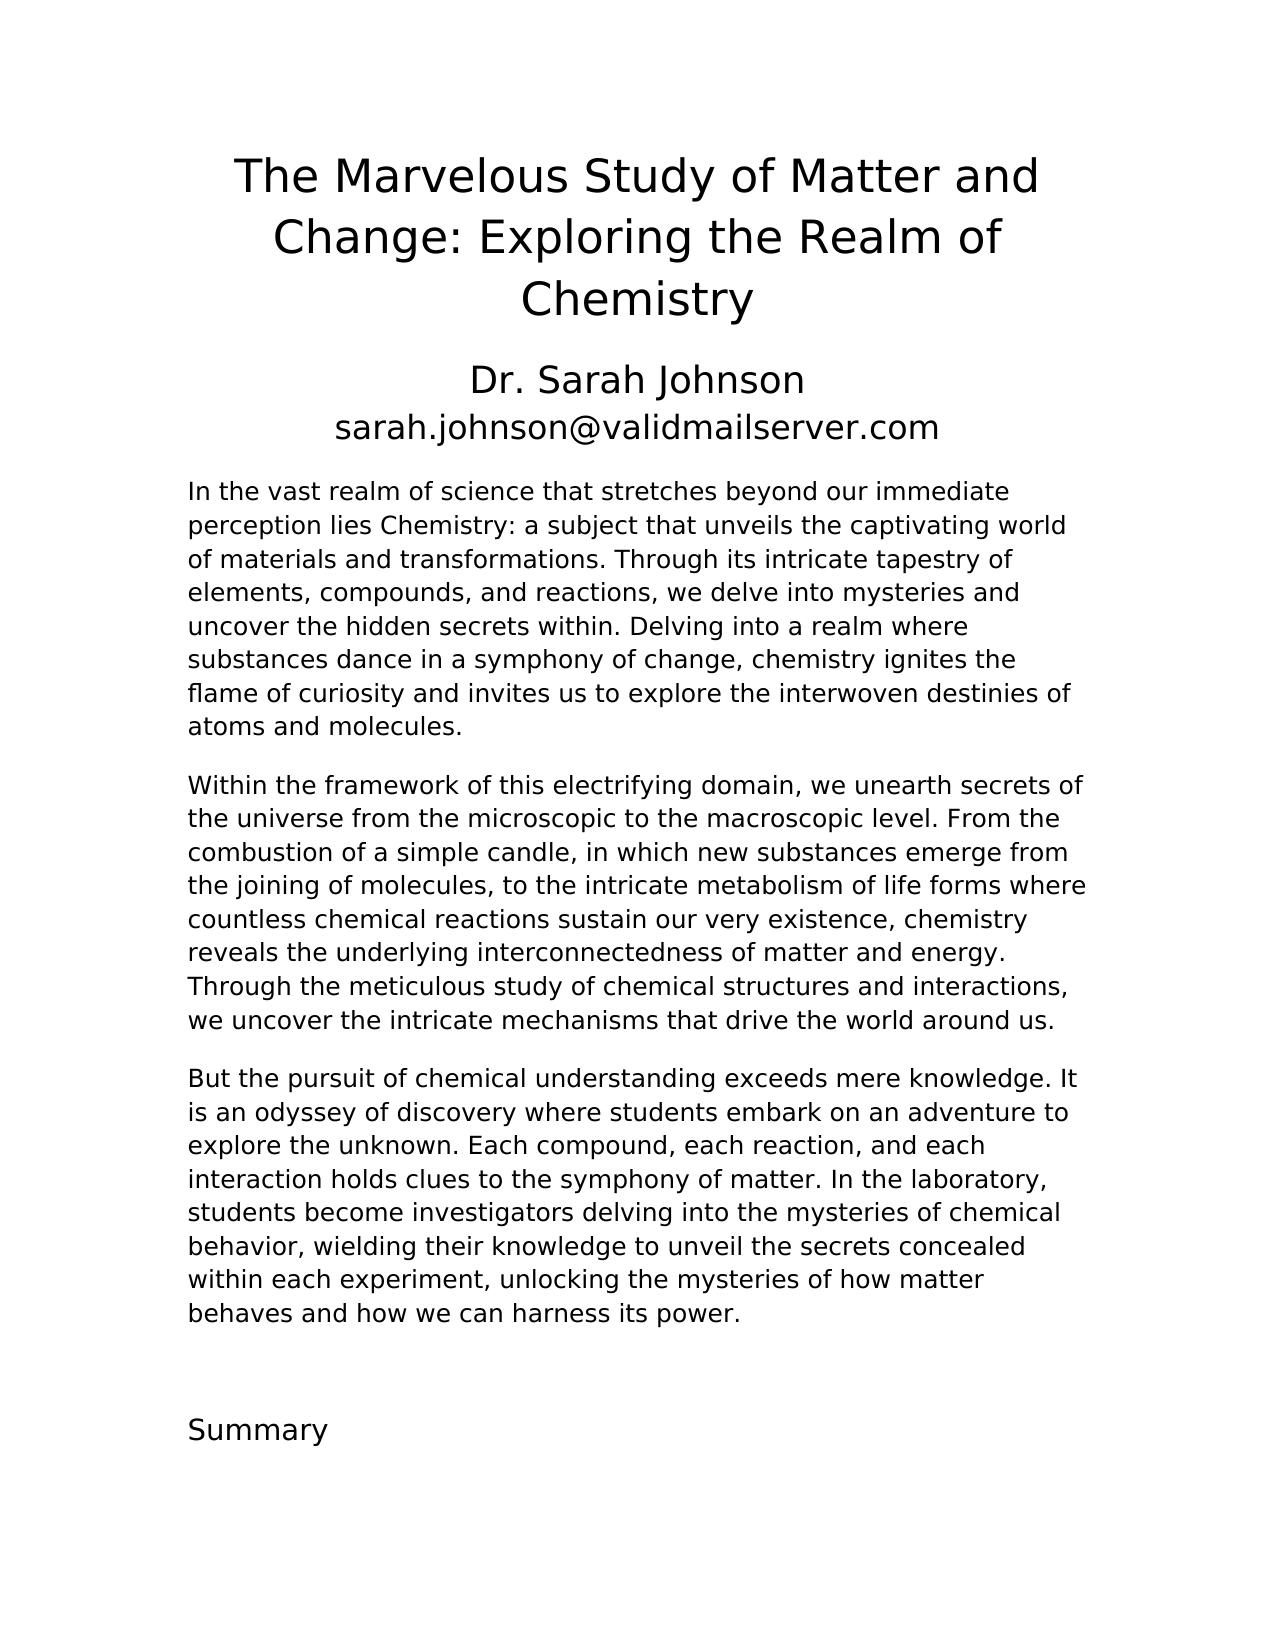 The Marvelous Study of Matter and
Change: Exploring the Realm of
Chemistry
Dr. Sarah Johnson
sarah.johnson@validmailserver.com
In the vast realm of science that stretches beyond our immediate
perception lies Chemistry: a subject that unveils the captivating world
of materials and transformations. Through its intricate tapestry of
elements, compounds, and reactions, we delve into mysteries and
uncover the hidden secrets within. Delving into a realm where
substances dance in a symphony of change, chemistry ignites the
flame of curiosity and invites us to explore the interwoven destinies of
atoms and molecules.
Within the framework of this electrifying domain, we unearth secrets of
the universe from the microscopic to the macroscopic level. From the
combustion of a simple candle, in which new substances emerge from
the joining of molecules, to the intricate metabolism of life forms where
countless chemical reactions sustain our very existence, chemistry
reveals the underlying interconnectedness of matter and energy.
Through the meticulous study of chemical structures and interactions,
we uncover the intricate mechanisms that drive the world around us.
But the pursuit of chemical understanding exceeds mere knowledge. It
is an odyssey of discovery where students embark on an adventure to
explore the unknown. Each compound, each reaction, and each
interaction holds clues to the symphony of matter. In the laboratory,
students become investigators delving into the mysteries of chemical
behavior, wielding their knowledge to unveil the secrets concealed
within each experiment, unlocking the mysteries of how matter
behaves and how we can harness its power.
Summary